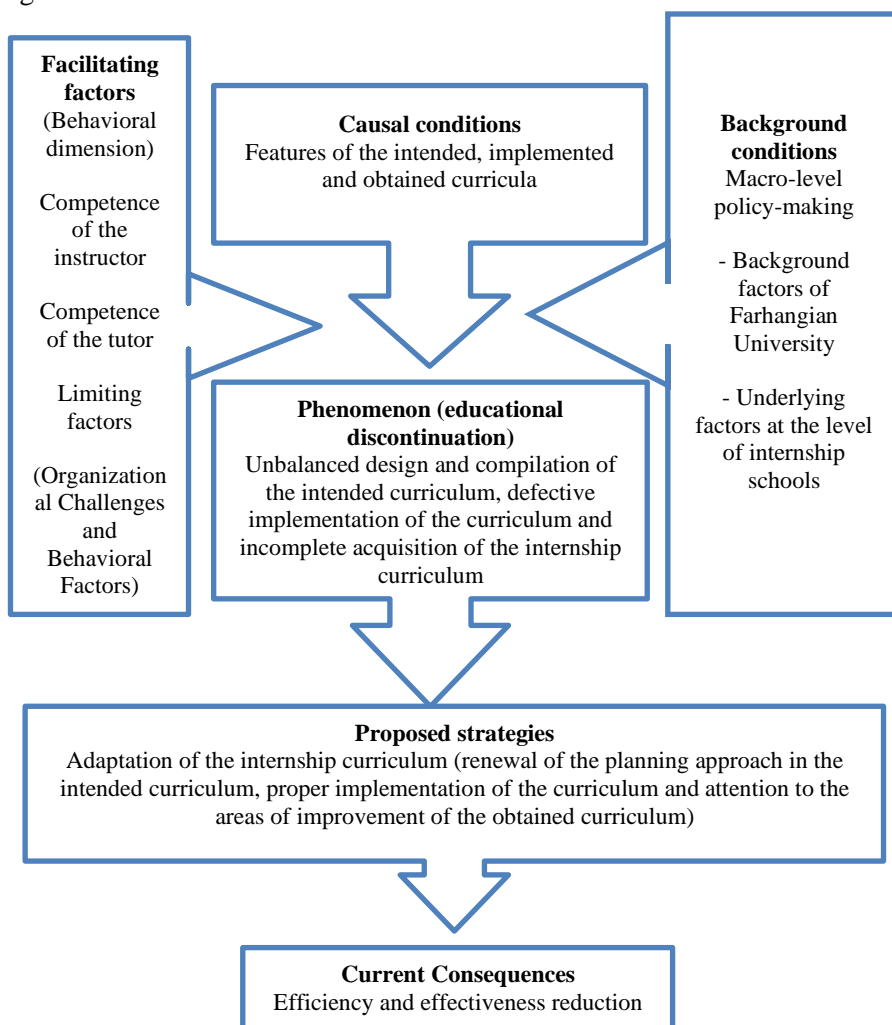 Facilitating
factors
(Behavioral
dimension)
Competence
of the
instructor
Competence
of the tutor
Limiting
factors
(Organization
al Challenges
and
Behavioral
Factors)
Causal conditions
Features of the intended, implemented
and obtained curricula
Background
conditions
Macro-level
policy-making
- Background
factors of
Farhangian
University
- Underlying
factors at the level
of internship
schools
Phenomenon (educational
discontinuation)
Unbalanced design and compilation of
the intended curriculum, defective
implementation of the curriculum and
incomplete acquisition of the internship
curriculum
Proposed strategies
Adaptation of the internship curriculum (renewal of the planning approach in the
intended curriculum, proper implementation of the curriculum and attention to the
areas of improvement of the obtained curriculum)
Current Consequences
Efficiency and effectiveness reduction